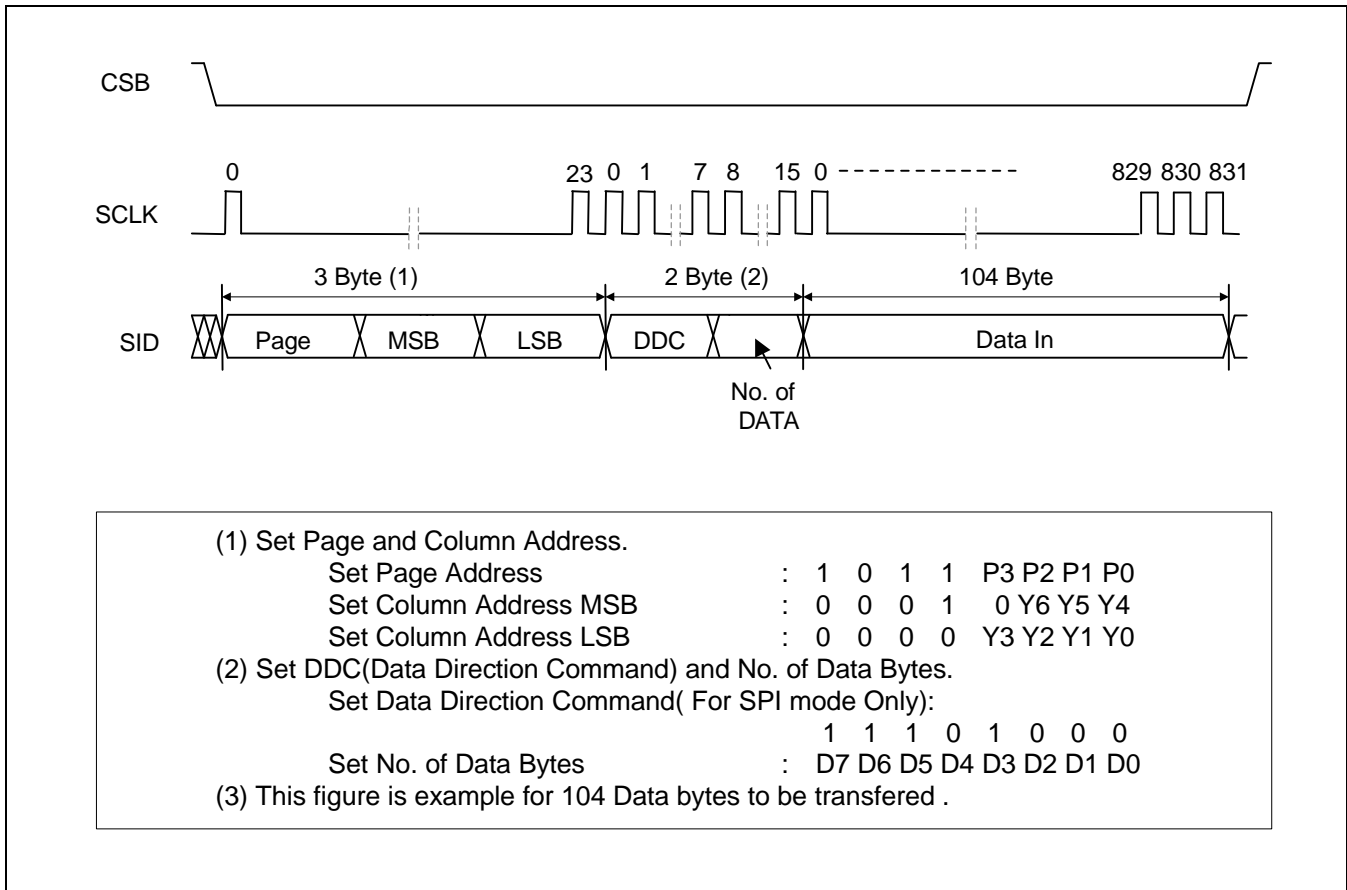 CSB
0 23 0 1 7 8 15 0 829 830 831
SCLK
3 Byte (1) 2 Byte (2) 104 Byte
SID Page MSB LSB DDC Data In
No. of
DATA
(1) Set Page and Column Address.
Set Page Address : 1 0 1 1 P3 P2 P1 P0
Set Column Address MSB : 0 0 0 1 0 Y6 Y5 Y4
Set Column Address LSB : 0 0 0 0 Y3 Y2 Y1 Y0
(2) Set DDC(Data Direction Command) and No. of Data Bytes.
Set Data Direction Command( For SPI mode Only):
1 1 1 0 1 0 0 0
Set No. of Data Bytes : D7 D6 D5 D4 D3 D2 D1 D0
(3) This figure is example for 104 Data bytes to be transfered .